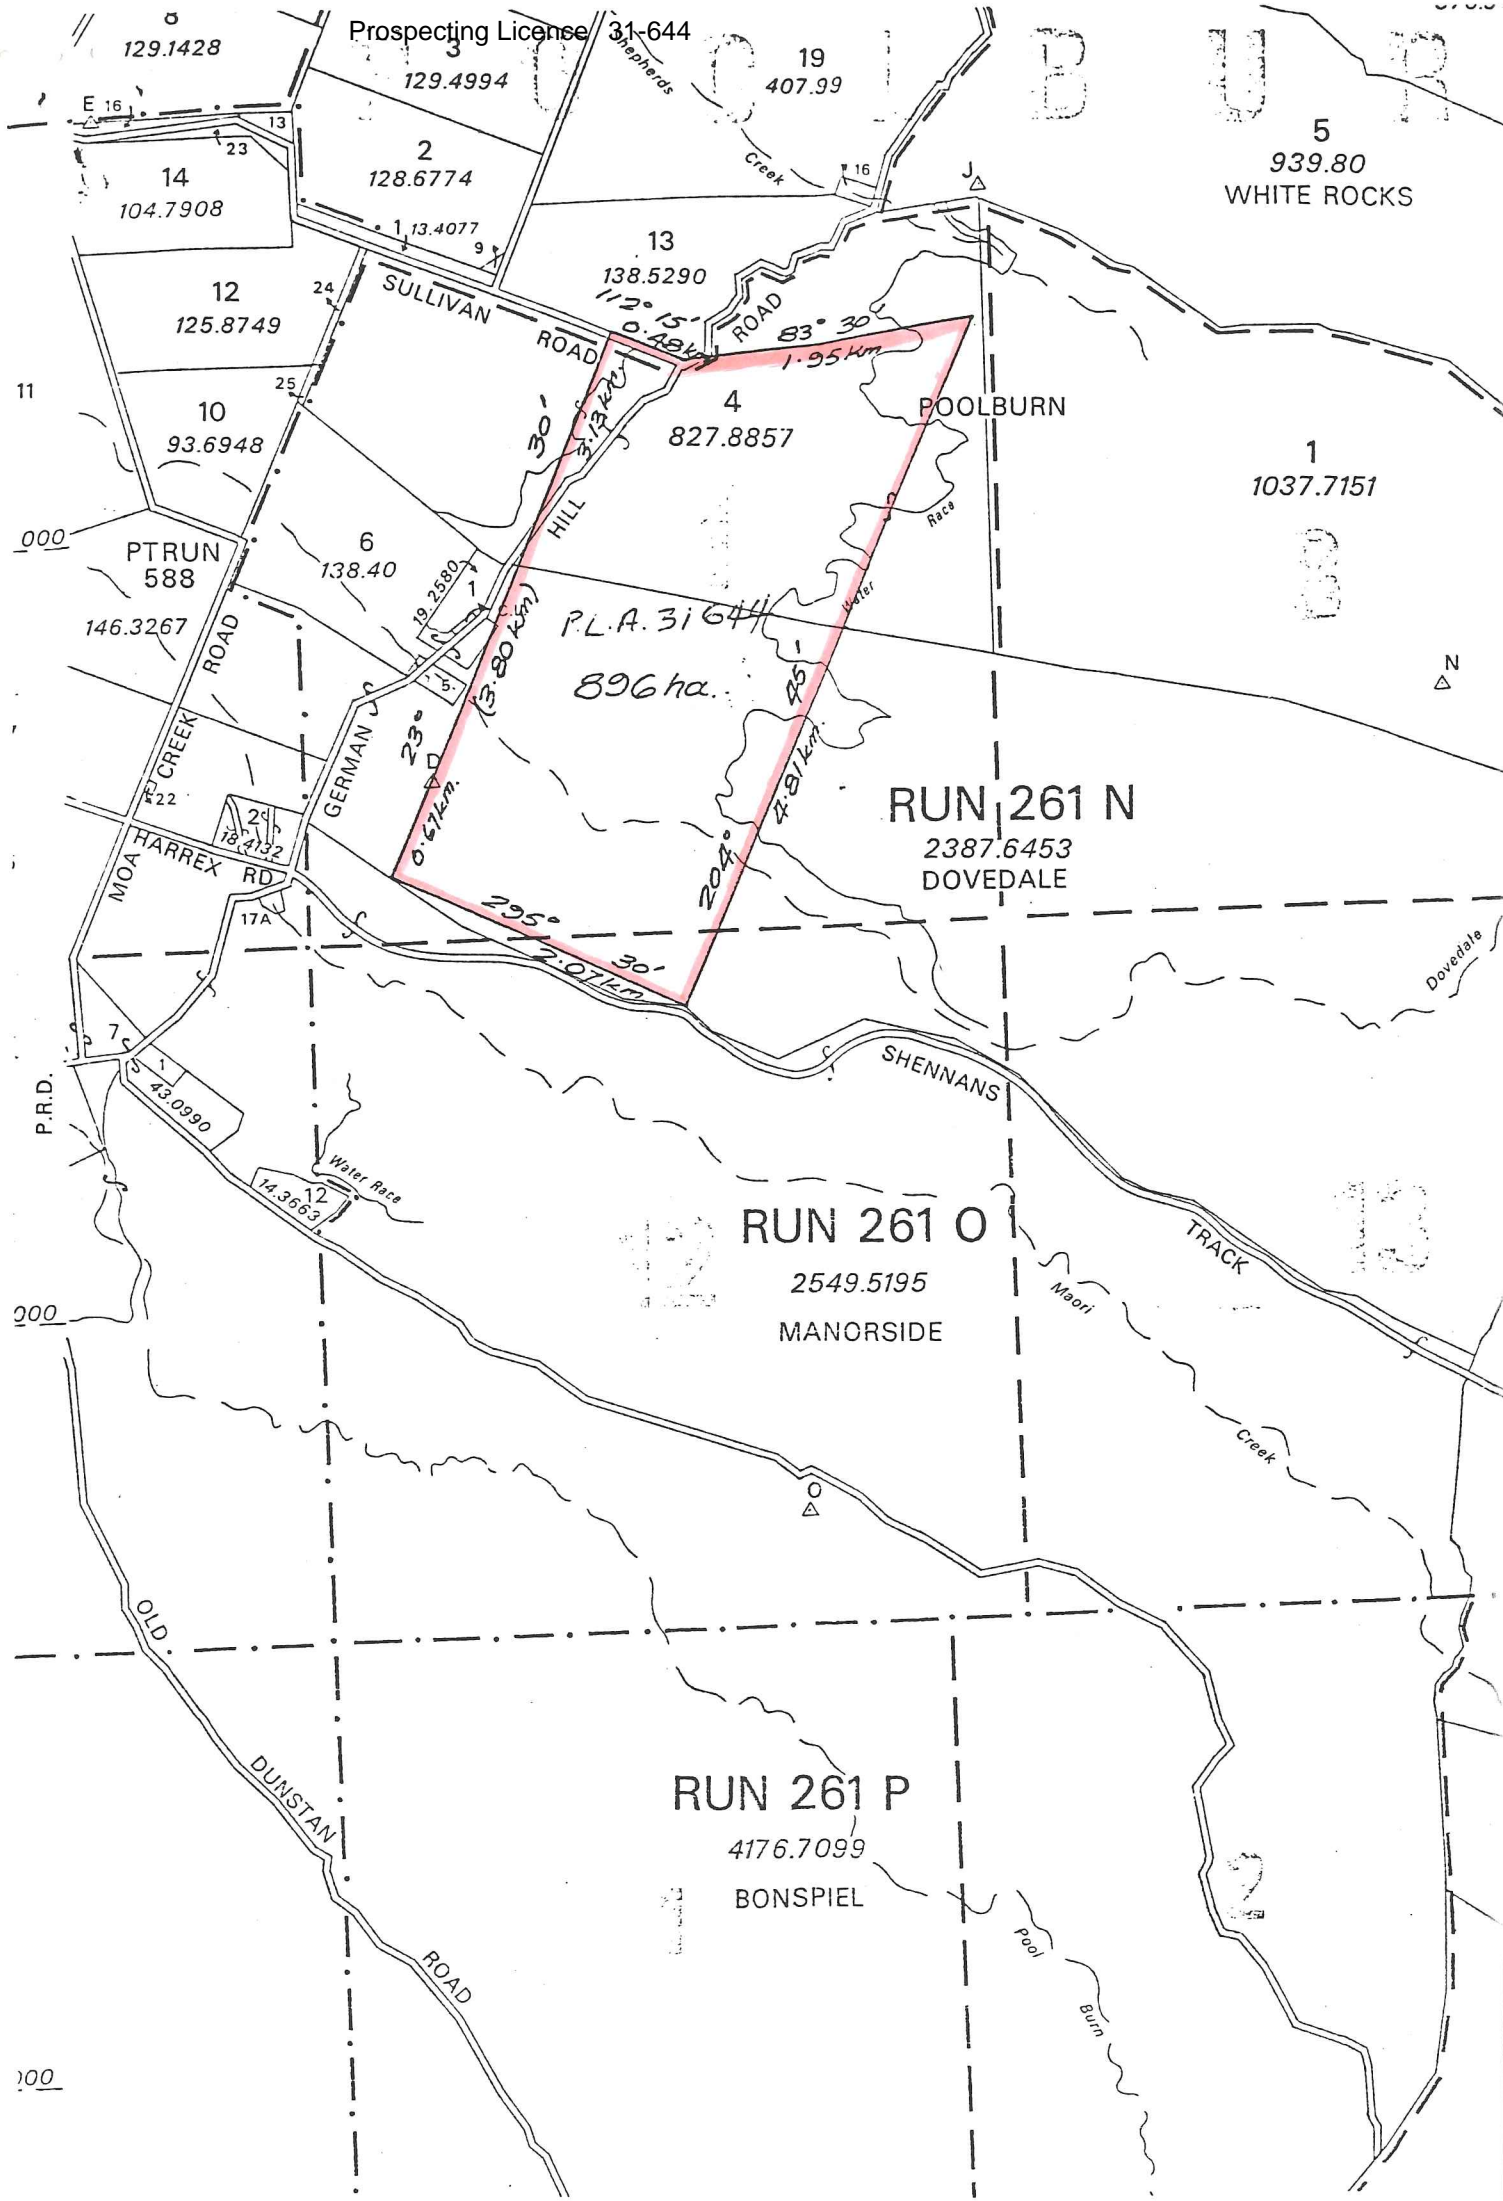 Prospecting Licence 31-644
8
129.1428
3
129.4994
Shepherds
19
407.99
B U R
E
16
13
23
2
128.6774
14
104.7908
Creek
16
J
5
939.80
WHITE ROCKS
1
13.4077
9
13
138.5290
12
125.8749
24
SULLIVAN
ROAD
112° 15'
0.48km
ROAD
83° 30'
1.95km
11
25
10
93.6948
30'
3.13km
4
827.8857
POOLBURN
1
1037.7151
8
Race
HILL
000
PTRUN
588
6
138.40
146.3267
19.2580
1
ROAD
P.L.A. 31644
896 ha.
(3.80km)
Water
5
45'
N
23°
D
GERMAN
CREEK
22
4.81km.
RUN 261 N
2387.6453
DOVEDALE
2
18.4132
HARREX RD
MOA
0.67km.
204°
17A
295° 30'
2.07km
Dovedale
7
1
43.0990
P.R.D.
SHENNANS
Water Race
12
14.3663
12
RUN 261 O
2549.5195
MANORSIDE
TRACK
13
Maori
000
Creek
O
OLD
DUNSTAN
RUN 261 P
4176.7099
BONSPIEL
1
2
ROAD
Pool
Burn
000